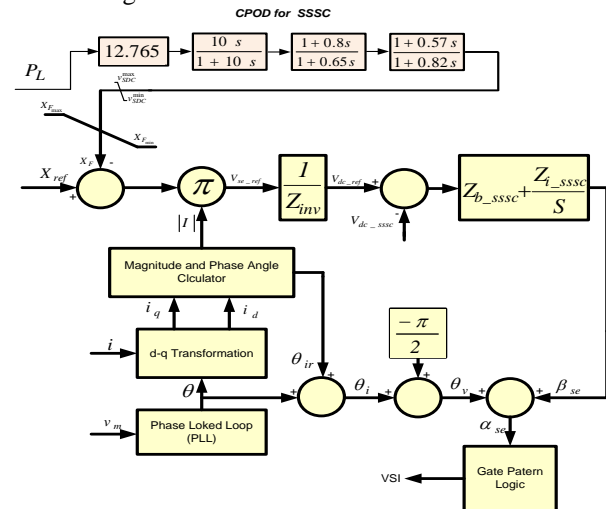 CPOD for SSSC
P_L
12.765
10 s / 1 + 10 s
1 + 0.8s / 1 + 0.65s
1 + 0.57 s / 1 + 0.82 s
v_SDC^max
v_SDC^min
X_Fmax
X_F
X_ref
+
-
π
V_se_ref
1 / Z_inv
V_dc_ref
+
-
V_dc_sssc
Z_b_sssc + Z_i_sssc / S
|I|
Magnitude and Phase Angle
Clculator
i_q
i_d
i
d-q Transformation
θ_ir
-π / 2
θ
+
+
θ_i
+
+
θ_v
+
+
β_se
v_m
Phase Loked Loop
(PLL)
α_se
VSI
Gate Patern
Logic